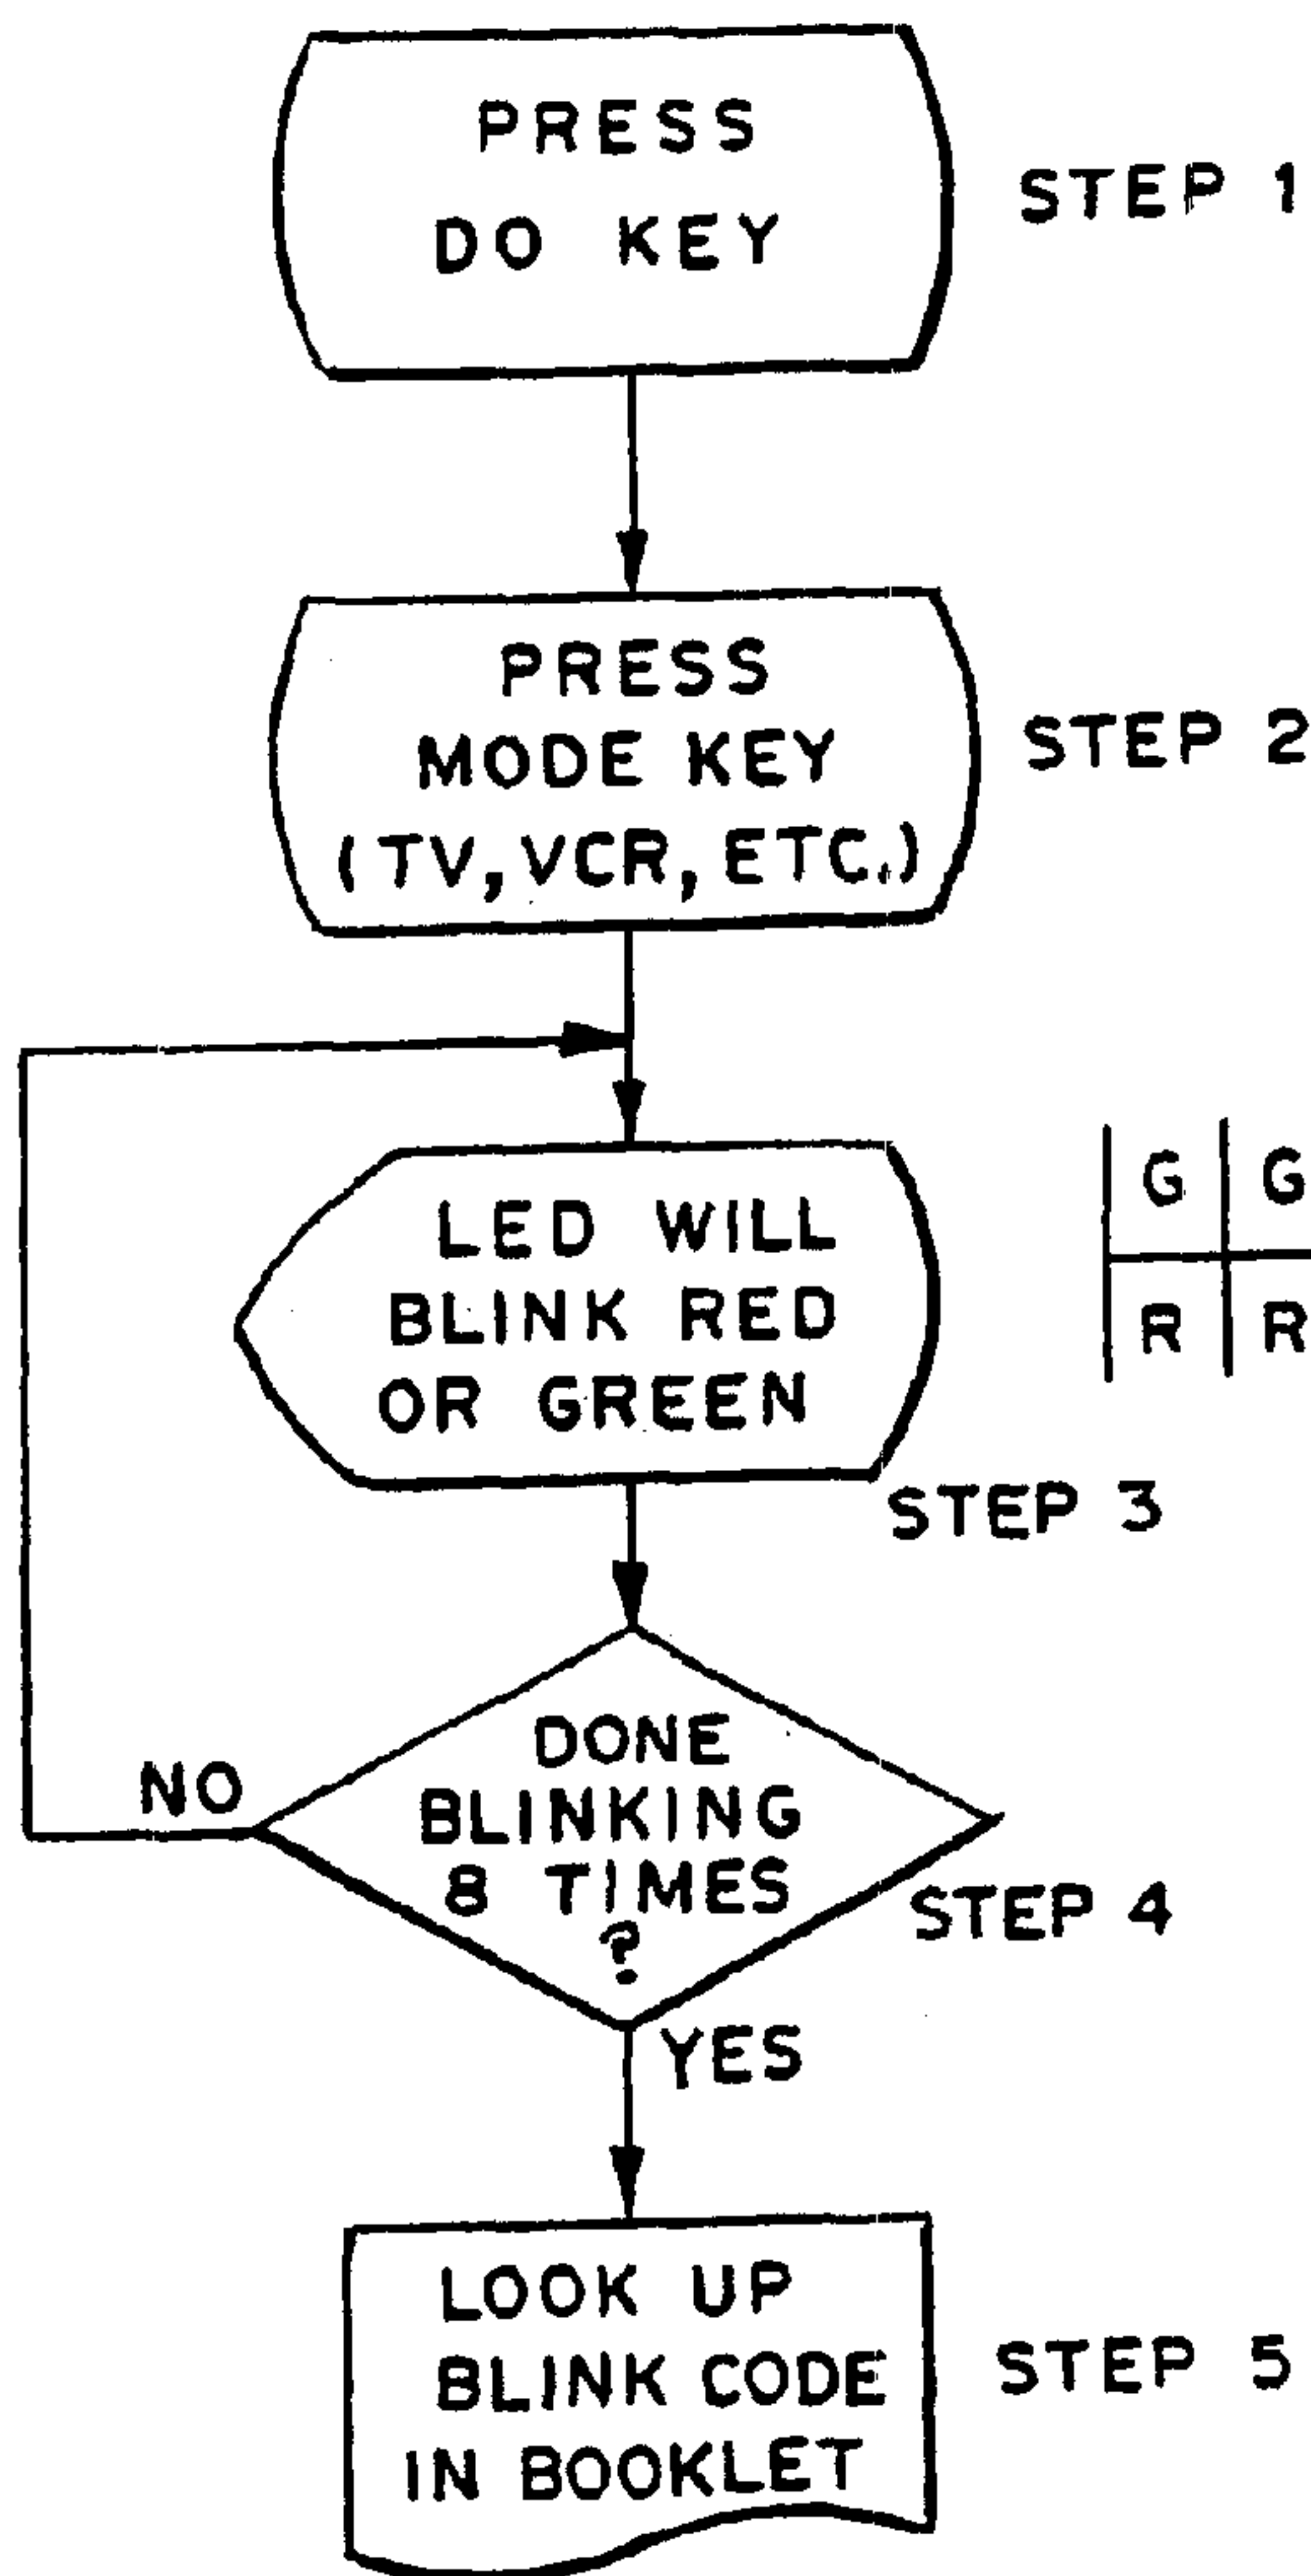 PRESS
DO KEY
STEP 1
PRESS
MODE KEY
(TV, VCR, ETC.)
STEP 2
LED WILL
BLINK RED
OR GREEN
G G
R R
STEP 3
DONE
BLINKING
8 TIMES
?
STEP 4
NO
YES
LOOK UP
BLINK CODE
IN BOOKLET
STEP 5